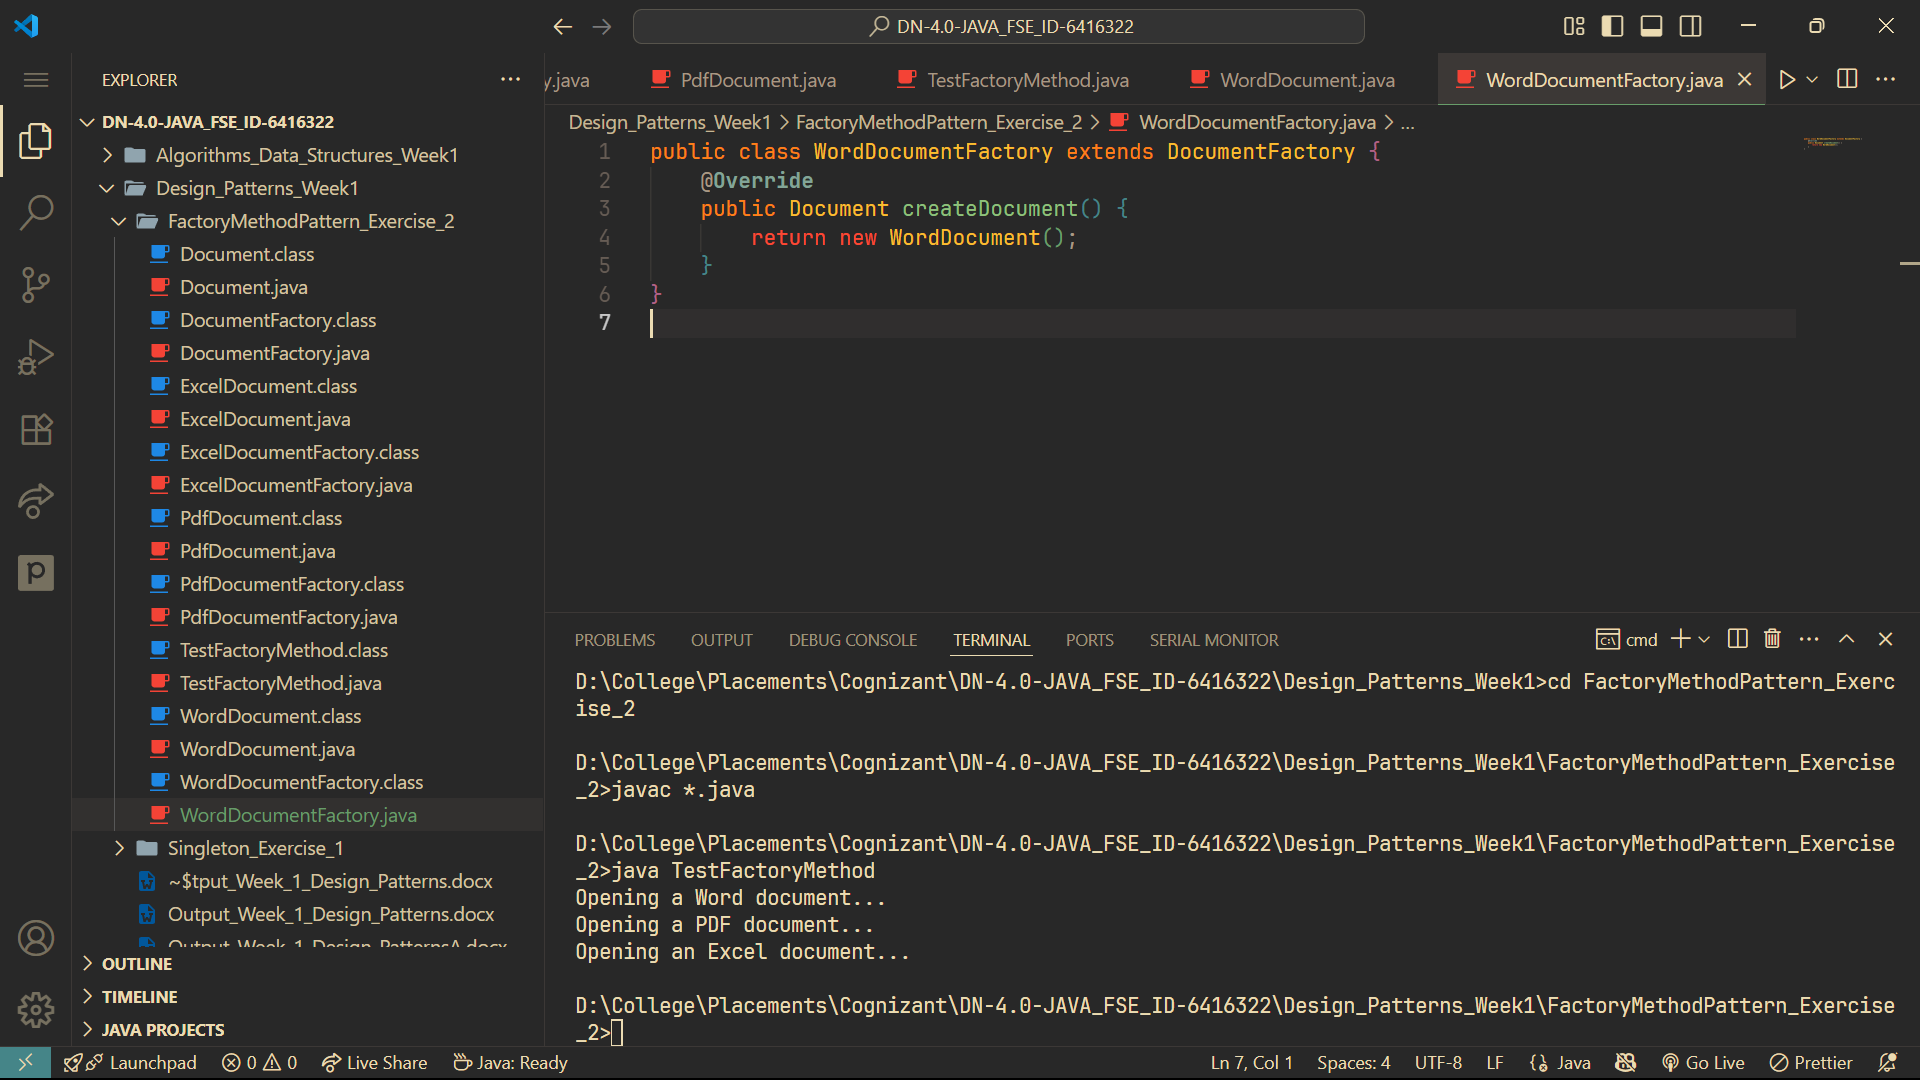 DN-4.0-JAVA_FSE_ID-6416322
EXPLORER
DN-4.0-JAVA_FSE_ID-6416322
Algorithms_Data_Structures_Week1
Design_Patterns_Week1
FactoryMethodPattern_Exercise_2
Document.class
Document.java
DocumentFactory.class
DocumentFactory.java
ExcelDocument.class
ExcelDocument.java
ExcelDocumentFactory.class
ExcelDocumentFactory.java
PdfDocument.class
PdfDocument.java
PdfDocumentFactory.class
PdfDocumentFactory.java
TestFactoryMethod.class
TestFactoryMethod.java
WordDocument.class
WordDocument.java
WordDocumentFactory.class
WordDocumentFactory.java
Singleton_Exercise_1
~$tput_Week_1_Design_Patterns.docx
Output_Week_1_Design_Patterns.docx
Output_Week_1_Design_PatternsA.docx
OUTLINE
TIMELINE
JAVA PROJECTS
y.java PdfDocument.java TestFactoryMethod.java WordDocument.java WordDocumentFactory.java
Design_Patterns_Week1 > FactoryMethodPattern_Exercise_2 > WordDocumentFactory.java > ...
1 public class WordDocumentFactory extends DocumentFactory {
2 @Override
3 public Document createDocument() {
4 return new WordDocument();
5 }
6 }
7
PROBLEMS OUTPUT DEBUG CONSOLE TERMINAL PORTS SERIAL MONITOR cmd
D:\College\Placements\Cognizant\DN-4.0-JAVA_FSE_ID-6416322\Design_Patterns_Week1>cd FactoryMethodPattern_Exerc
ise_2
D:\College\Placements\Cognizant\DN-4.0-JAVA_FSE_ID-6416322\Design_Patterns_Week1\FactoryMethodPattern_Exercise
_2>javac *.java
D:\College\Placements\Cognizant\DN-4.0-JAVA_FSE_ID-6416322\Design_Patterns_Week1\FactoryMethodPattern_Exercise
_2>java TestFactoryMethod
Opening a Word document...
Opening a PDF document...
Opening an Excel document...
D:\College\Placements\Cognizant\DN-4.0-JAVA_FSE_ID-6416322\Design_Patterns_Week1\FactoryMethodPattern_Exercise
_2>
Launchpad 0 0 Live Share Java: Ready Ln 7, Col 1 Spaces: 4 UTF-8 LF Java Go Live Prettier